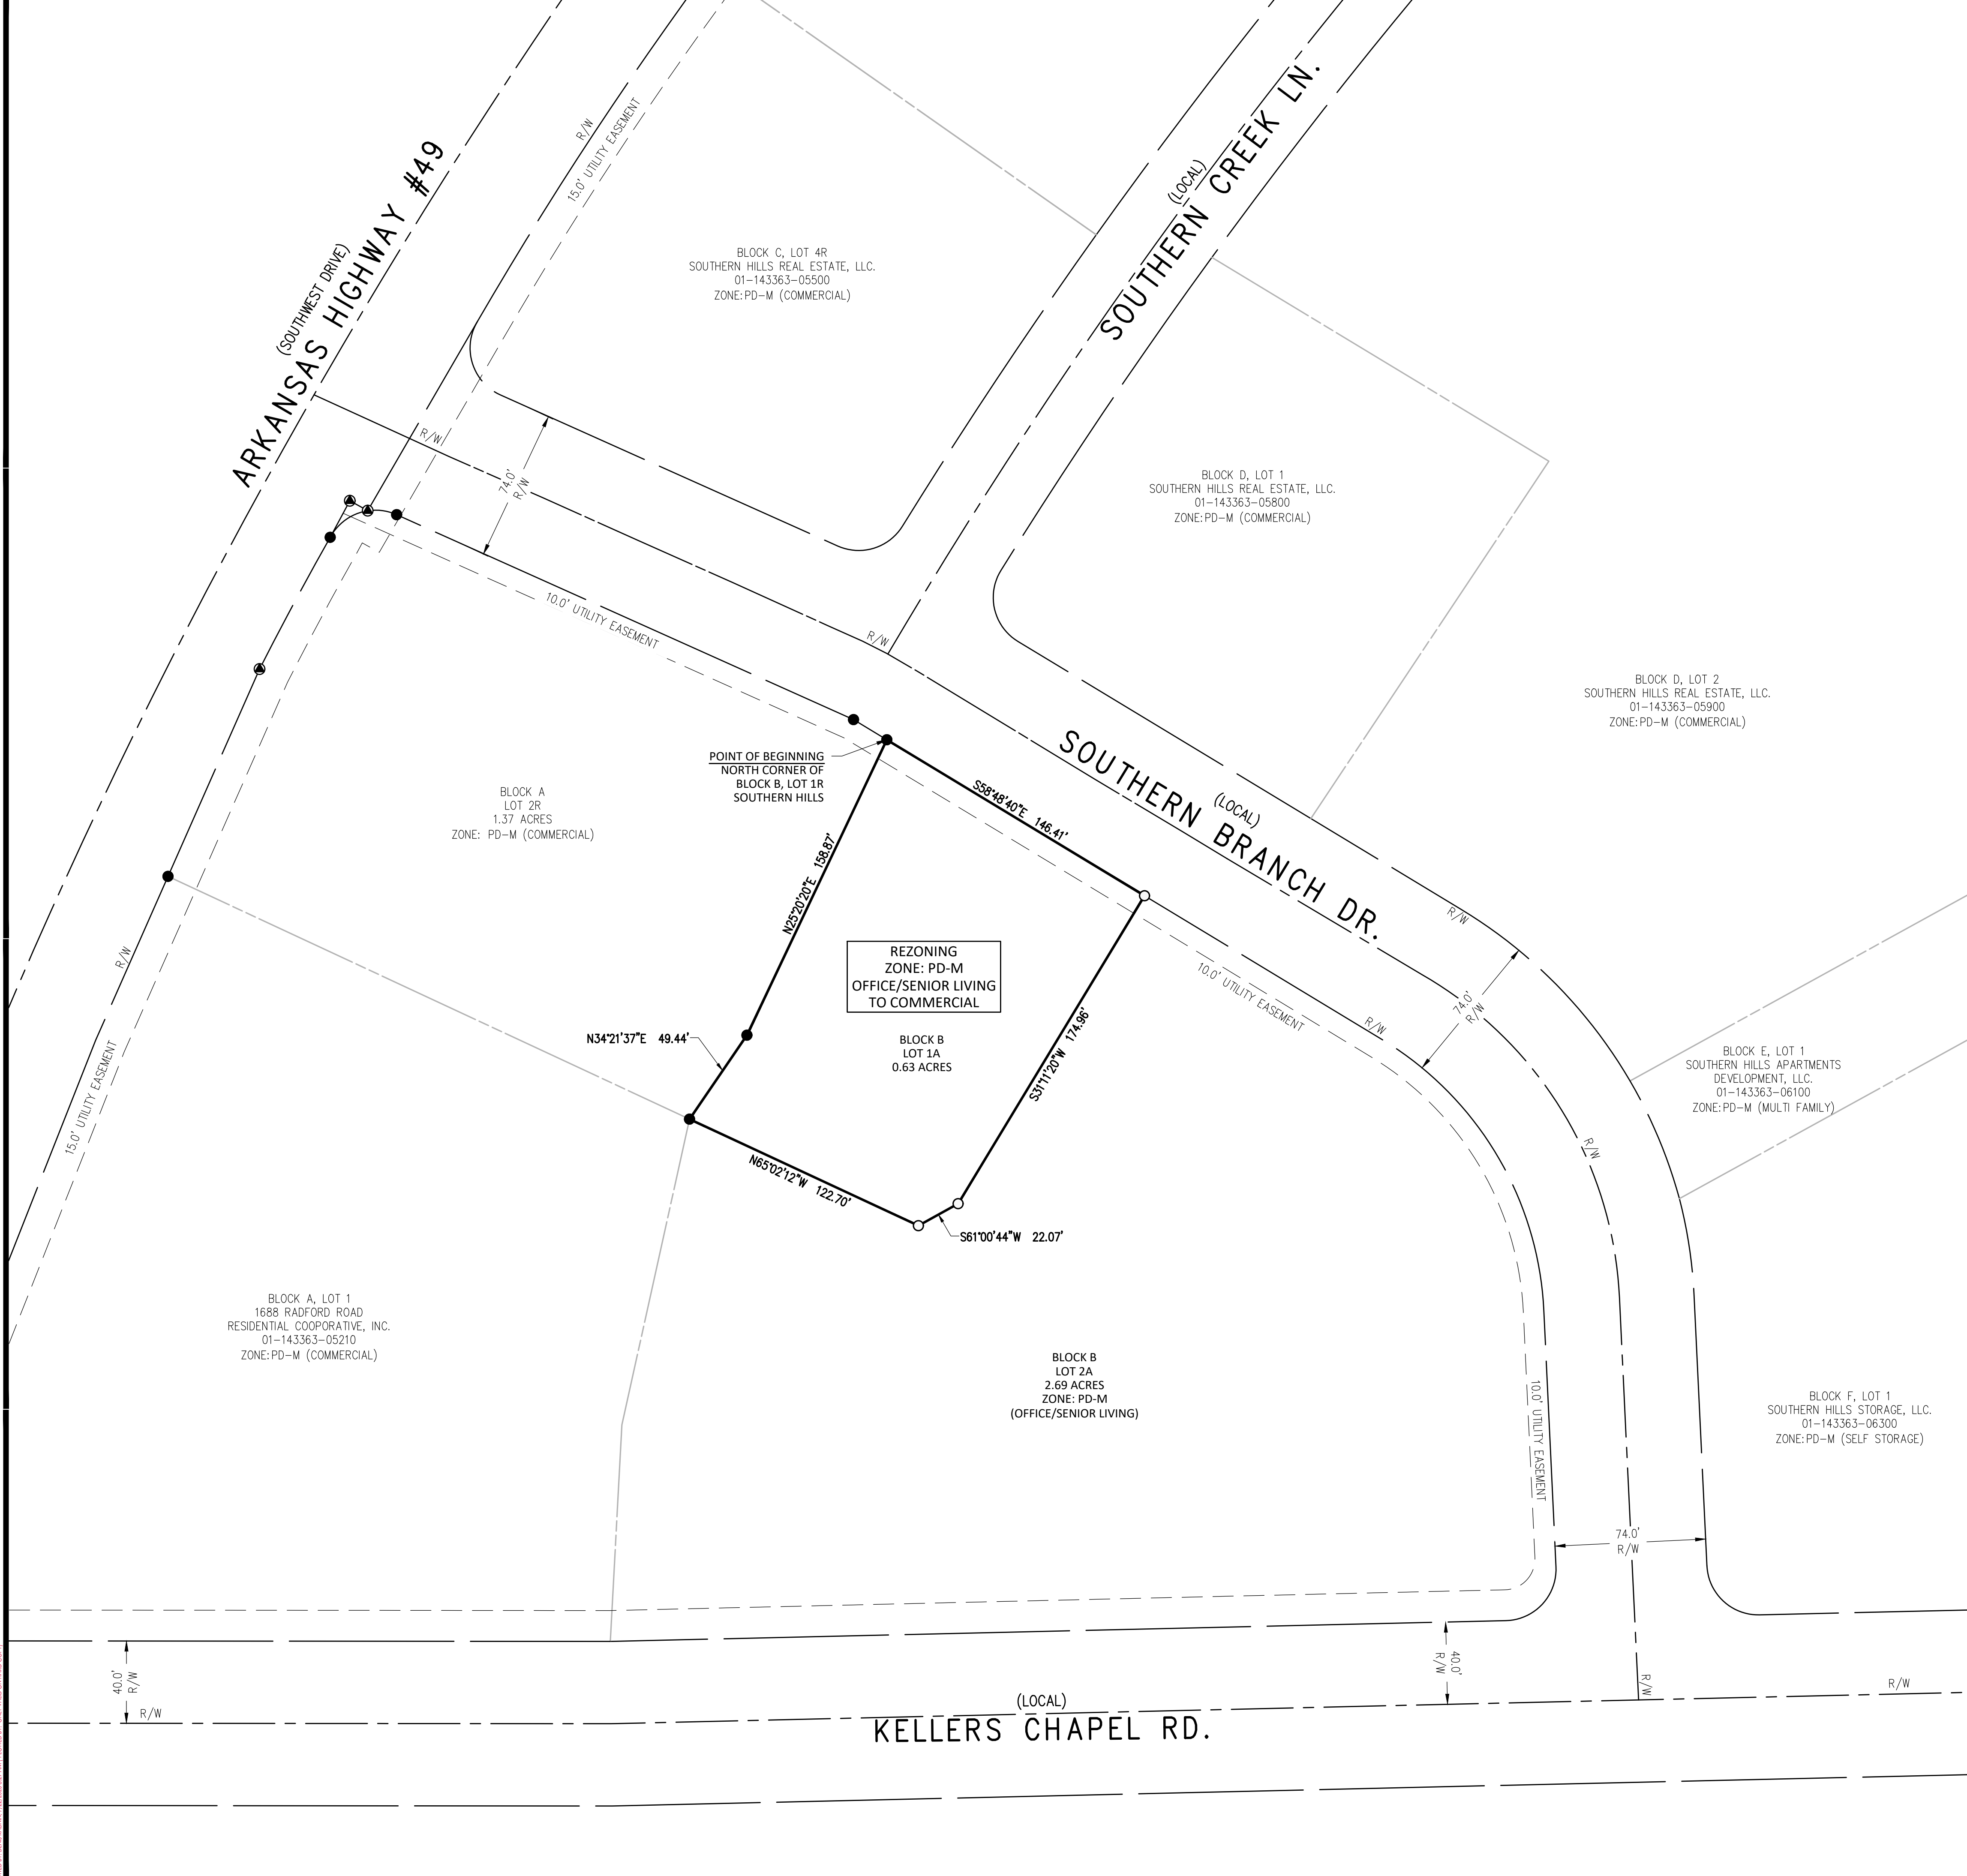 ARKANSAS HIGHWAY #49
(SOUTHWEST DRIVE)
R/W
15.0' UTILITY EASEMENT
SOUTHERN CREEK LN.
(LOCAL)
BLOCK C, LOT 4R
SOUTHERN HILLS REAL ESTATE, LLC.
01-143363-05500
ZONE:PD-M (COMMERCIAL)
R/W
74.0'
R/W
10.0' UTILITY EASEMENT
BLOCK D, LOT 1
SOUTHERN HILLS REAL ESTATE, LLC.
01-143363-05800
ZONE:PD-M (COMMERCIAL)
R/W
BLOCK D, LOT 2
SOUTHERN HILLS REAL ESTATE, LLC.
01-143363-05900
ZONE:PD-M (COMMERCIAL)
POINT OF BEGINNING
NORTH CORNER OF
BLOCK B, LOT 1R
SOUTHERN HILLS
BLOCK A
LOT 2R
1.37 ACRES
ZONE: PD-M (COMMERCIAL)
S58°48'40"E 146.41'
(LOCAL)
SOUTHERN BRANCH DR.
N25°20'20"E 158.87'
R/W
R/W
REZONING
ZONE: PD-M
OFFICE/SENIOR LIVING
TO COMMERCIAL
10.0' UTILITY EASEMENT
R/W
74.0'
R/W
N34°21'37"E 49.44'
BLOCK B
LOT 1A
0.63 ACRES
S31°11'20"W 174.96'
15.0' UTILITY EASEMENT
BLOCK E, LOT 1
SOUTHERN HILLS APARTMENTS
DEVELOPMENT, LLC.
01-143363-06100
ZONE:PD-M (MULTI FAMILY)
R/W
N65°02'12"W 122.70'
S61°00'44"W 22.07'
BLOCK A, LOT 1
1688 RADFORD ROAD
RESIDENTIAL COOPORATIVE, INC.
01-143363-05210
ZONE:PD-M (COMMERCIAL)
BLOCK B
LOT 2A
2.69 ACRES
ZONE: PD-M
(OFFICE/SENIOR LIVING)
10.0' UTILITY EASEMENT
BLOCK F, LOT 1
SOUTHERN HILLS STORAGE, LLC.
01-143363-06300
ZONE:PD-M (SELF STORAGE)
74.0'
R/W
40.0'
R/W
R/W
40.0'
R/W
R/W
R/W
(LOCAL)
KELLERS CHAPEL RD.